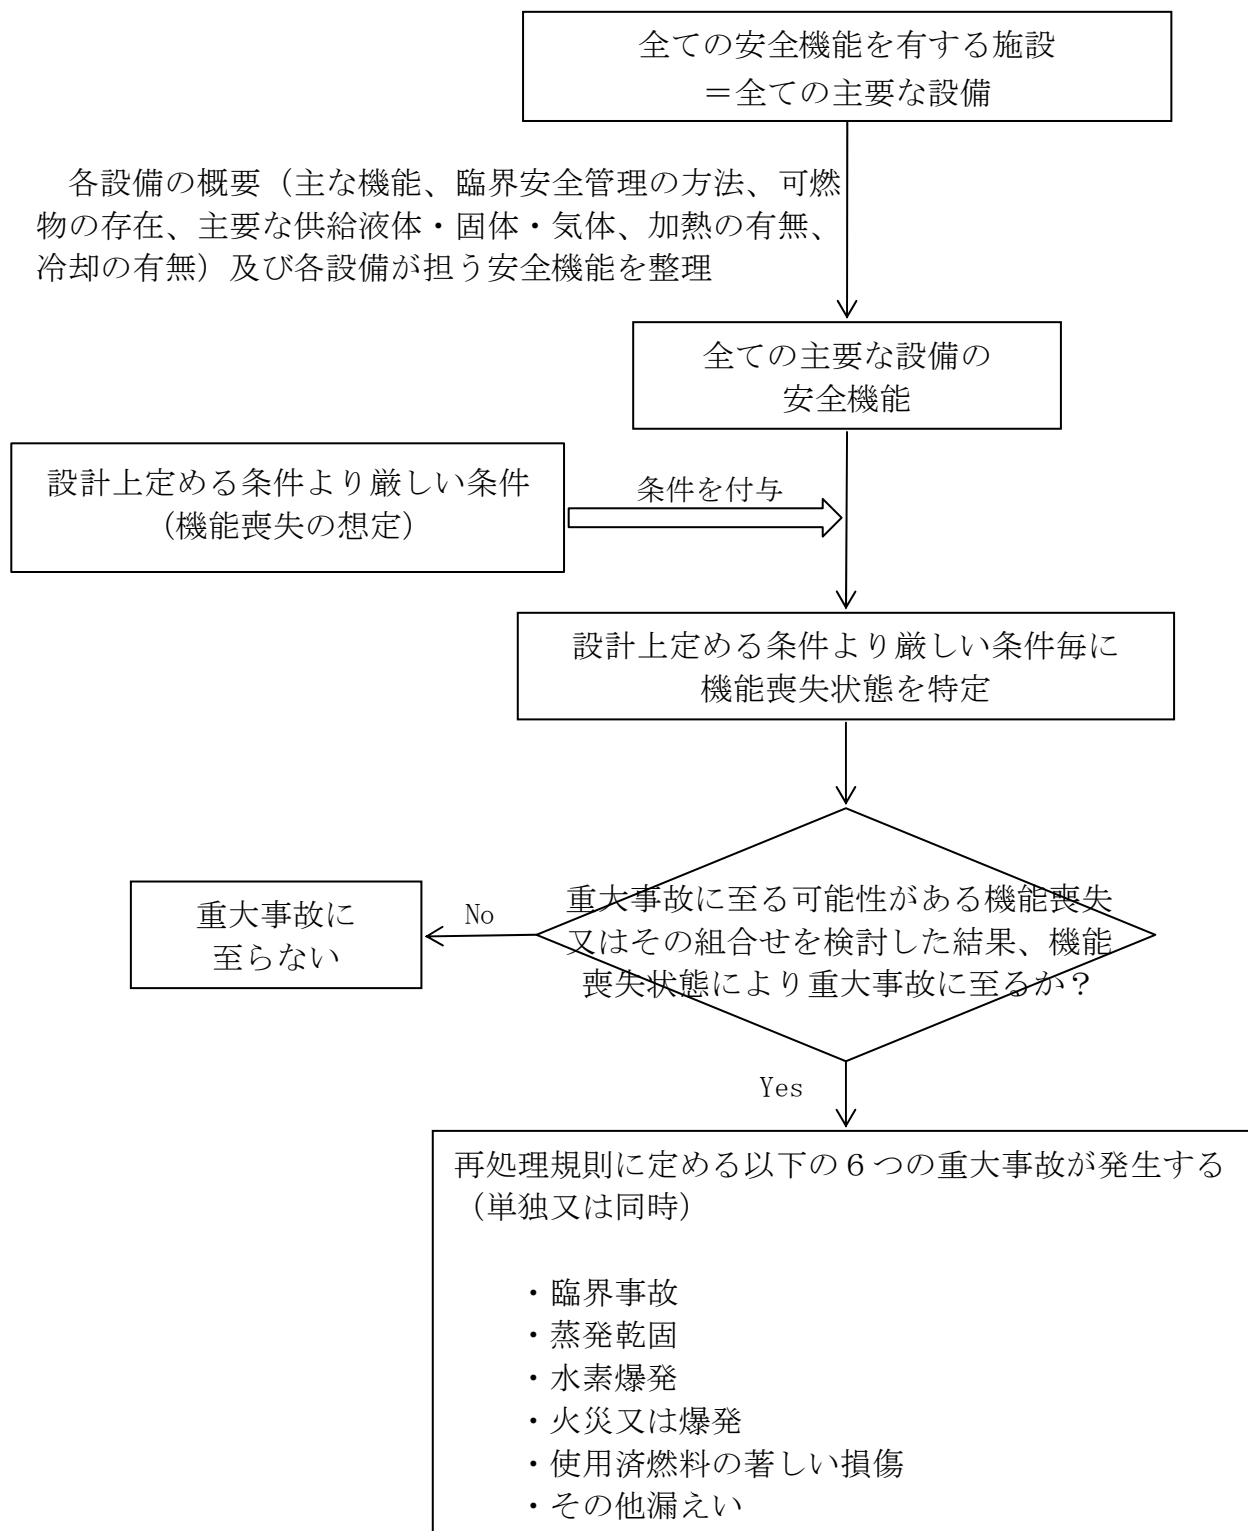 全ての安全機能を有する施設
＝全ての主要な設備
各設備の概要（主な機能、臨界安全管理の方法、可燃
物の存在、主要な供給液体・固体・気体、加熱の有無、
冷却の有無）及び各設備が担う安全機能を整理
全ての主要な設備の
安全機能
設計上定める条件より厳しい条件
（機能喪失の想定）
条件を付与
設計上定める条件より厳しい条件毎に
機能喪失状態を特定
重大事故に至る可能性がある機能喪失
又はその組合せを検討した結果、機能
喪失状態により重大事故に至るか？
No
重大事故に
至らない
Yes
再処理規則に定める以下の６つの重大事故が発生する
（単独又は同時）
・臨界事故
・蒸発乾固
・水素爆発
・火災又は爆発
・使用済燃料の著しい損傷
・その他漏えい